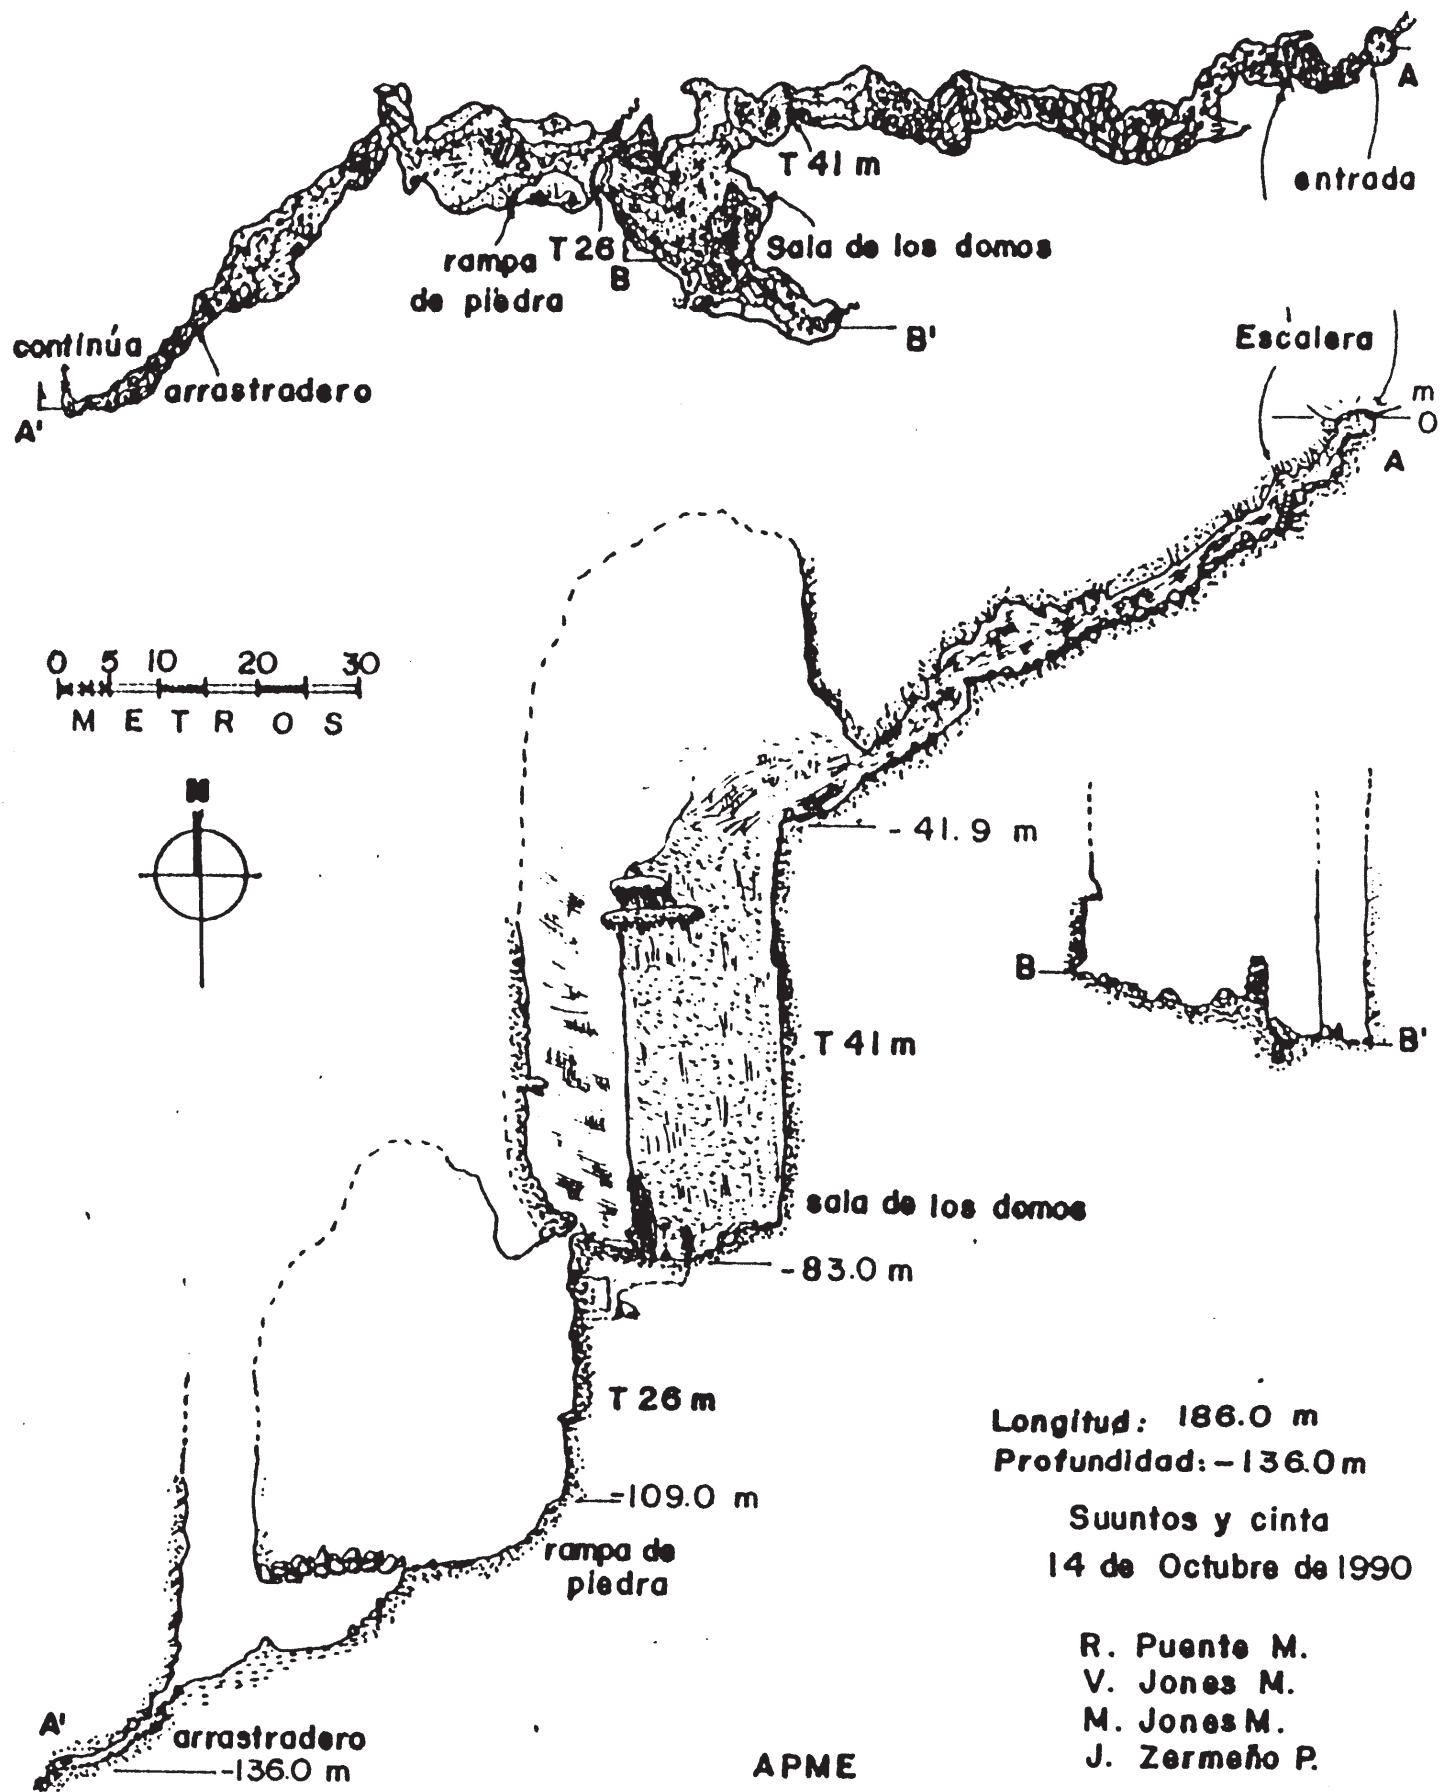 A
entrada
T 41 m
Sala de los domos
T 26
rampa
de piedra
B
B'
continúa
arrastradero
A'
Escalera
m
0
A
0 5 10 20 30
METROS
N
-41.9 m
B
B'
T 41 m
sala de los domos
-83.0 m
T 26 m
-109.0 m
rampa de
piedra
Longitud: 186.0 m
Profundidad: -136.0 m
Suuntos y cinta
14 de Octubre de 1990
R. Puente M.
V. Jones M.
M. Jones M.
J. Zermeño P.
A'
arrastradero
-136.0 m
APME